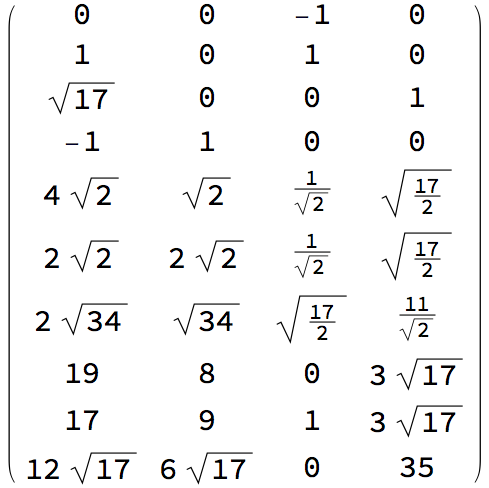 0 0 -1 0
1 0 1 0
√17 0 0 1
-1 1 0 0
4 √2 √2 1/√2 √(17/2)
2 √2 2 √2 1/√2 √(17/2)
2 √34 √34 √(17/2) 11/√2
19 8 0 3 √17
17 9 1 3 √17
12 √17 6 √17 0 35